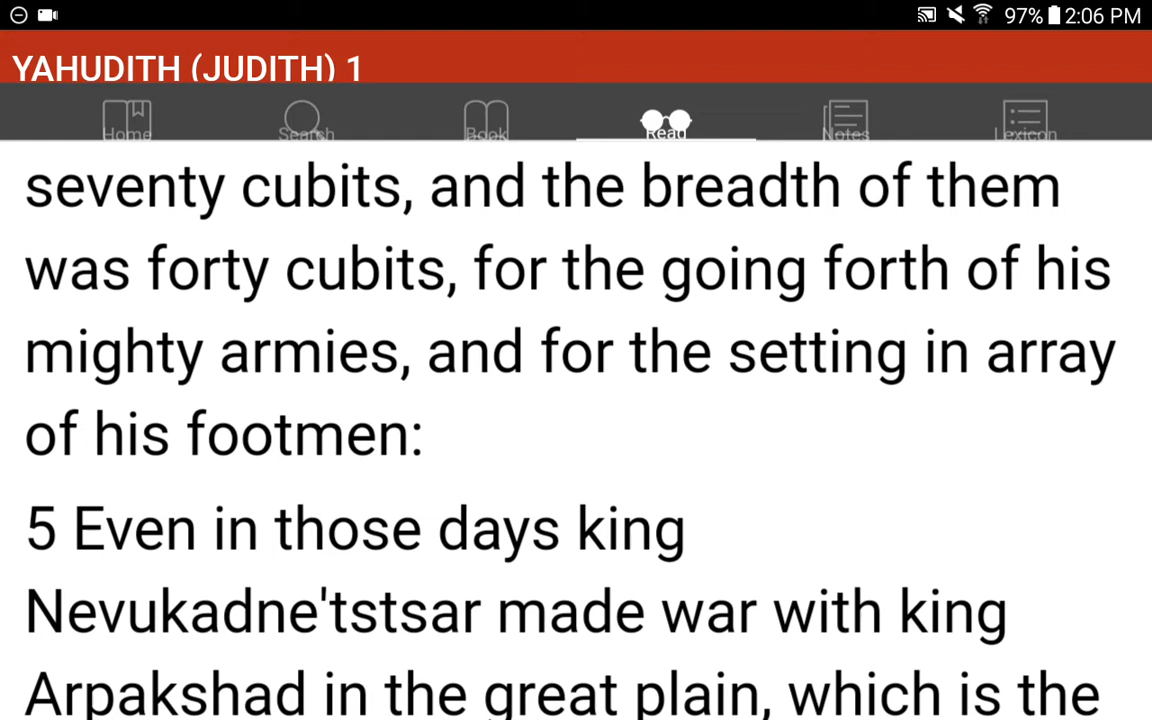 97% 2:06 PM
YAHUDITH (JUDITH) 1
Home Search Book Read Notes Lexicon
seventy cubits, and the breadth of them
was forty cubits, for the going forth of his
mighty armies, and for the setting in array
of his footmen:
5 Even in those days king
Nevukadne'tstsar made war with king
Arpakshad in the great plain, which is the